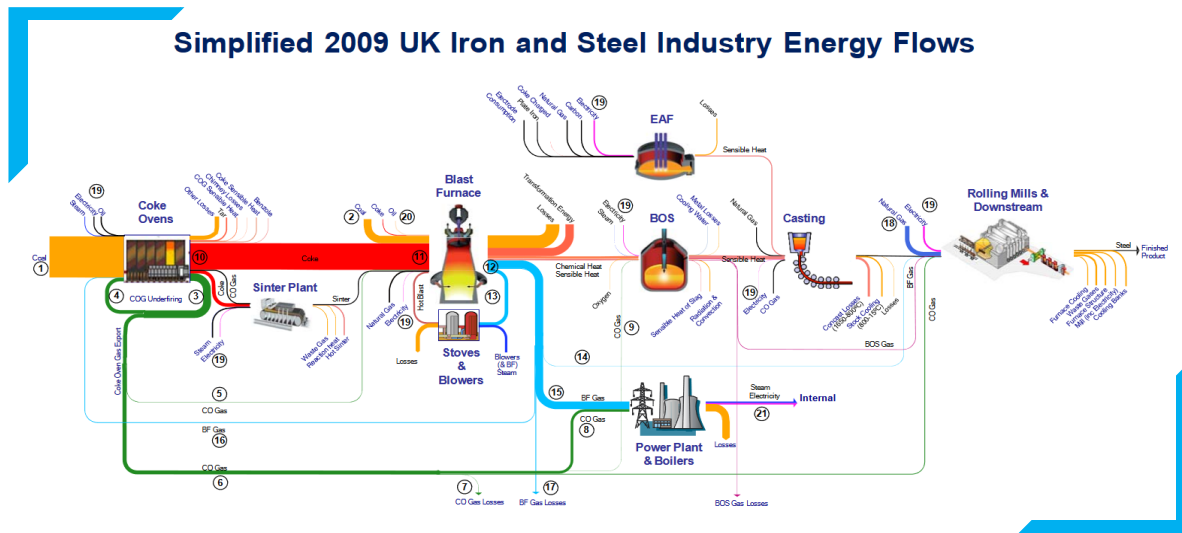 Simplified 2009 UK Iron and Steel Industry Energy Flows
Electrode
Consumption
Coke Charged
Plate Iron
Natural Gas
Carbon
Electricity
19
EAF
Losses
Sensible Heat
19
Electricity
Steam
Oil
Coke
Ovens
Other Losses
Tar
COG Sensible Heat
Chimney Losses
Coke Sensible Heat
Benzole
2
Coal
Coke
Oil
20
Blast
Furnace
Transformation Energy
Losses
19
Electricity
Steam
BOS
Metal Losses
Cooling Water
Natural Gas
Casting
18
Natural Gas
Electricity
19
Rolling Mills &
Downstream
Coal
1
10
Coke
11
12
Chemical Heat
Sensible Heat
Sensible Heat
Steel
Finished
Product
4
COG Underfiring
3
Coke
CO Gas
Sinter Plant
Sinter
Natural Gas
Electricity
19
Hot Blast
13
Oxygen
CO Gas
9
Sensible Heat of Slag
Radiation &
Convection
19
Electricity
CO Gas
Concast Losses
(1650-800ºC)
Stock Cooling
(800-15ºC)
Losses
BF Gas
CO Gas
Furnace Cooling
Waste Gases
Furnace Structure
Mill (inc Electricity)
Cooling Banks
Steam
Electricity
19
Waste Gas
Reaction heat
Hot Sinter
Losses
Stoves
&
Blowers
Blowers
(& BF)
Steam
14
BOS Gas
Coke Oven Gas Export
5
CO Gas
15
BF Gas
CO Gas
8
Steam
Electricity
21
Internal
BF Gas
16
Power Plant
& Boilers
Losses
CO Gas
6
7
CO Gas Losses
17
BF Gas Losses
BOS Gas Losses